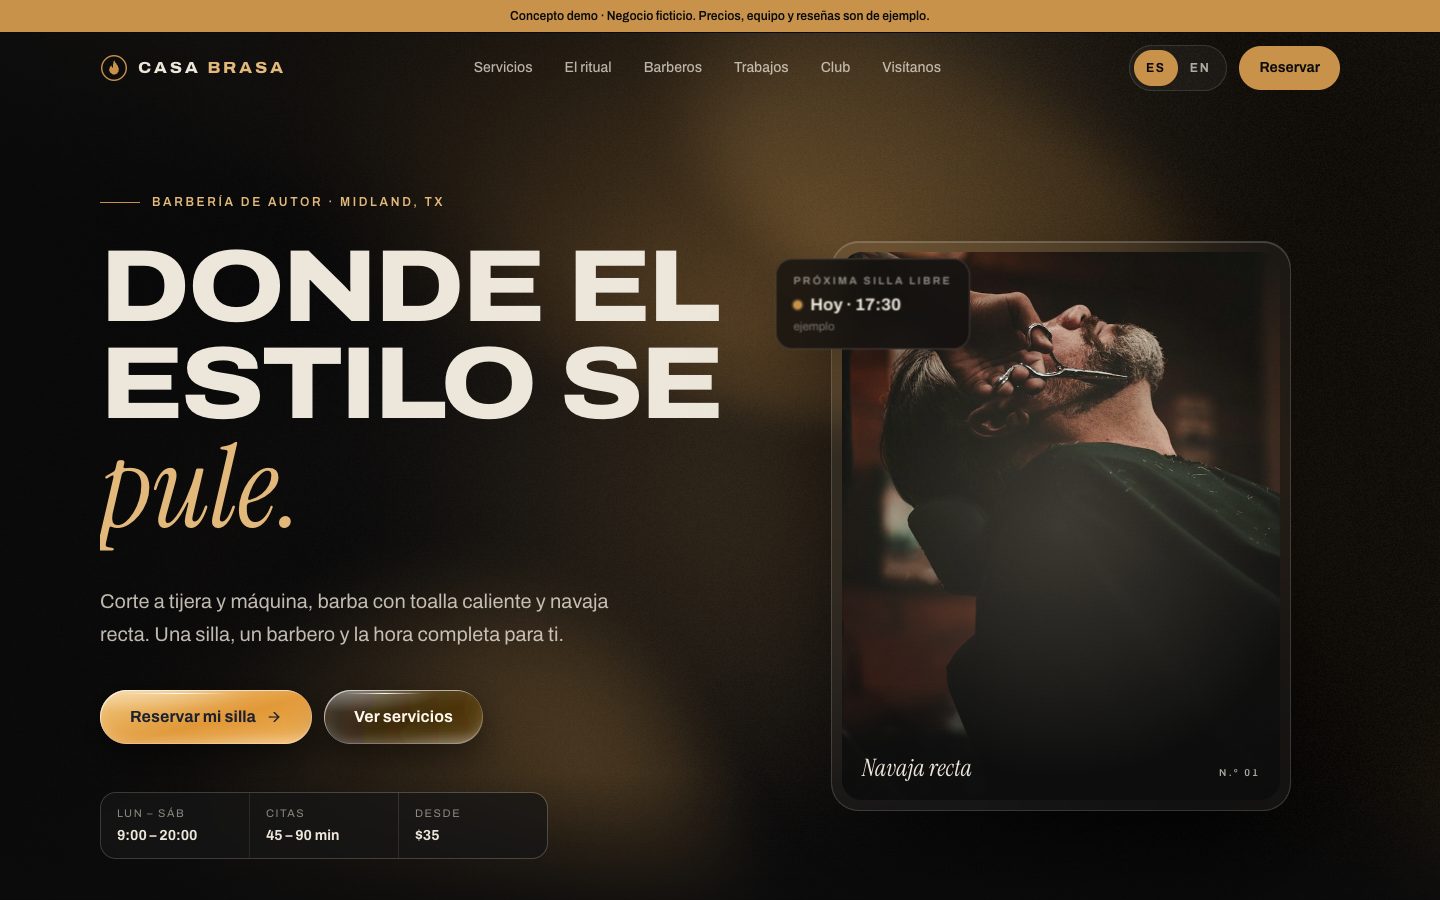 Concepto demo · Negocio ficticio. Precios, equipo y reseñas son de ejemplo.
CASA BRASA
Servicios
El ritual
Barberos
Trabajos
Club
Visítanos
ES
EN
Reservar
BARBERÍA DE AUTOR · MIDLAND, TX
DONDE EL
ESTILO SE
pule.
Corte a tijera y máquina, barba con toalla caliente y navaja
recta. Una silla, un barbero y la hora completa para ti.
Reservar mi silla →
Ver servicios
LUN – SÁB
9:00 – 20:00
CITAS
45 – 90 min
DESDE
$35
PRÓXIMA SILLA LIBRE
Hoy · 17:30
ejemplo
Navaja recta
N.º 01